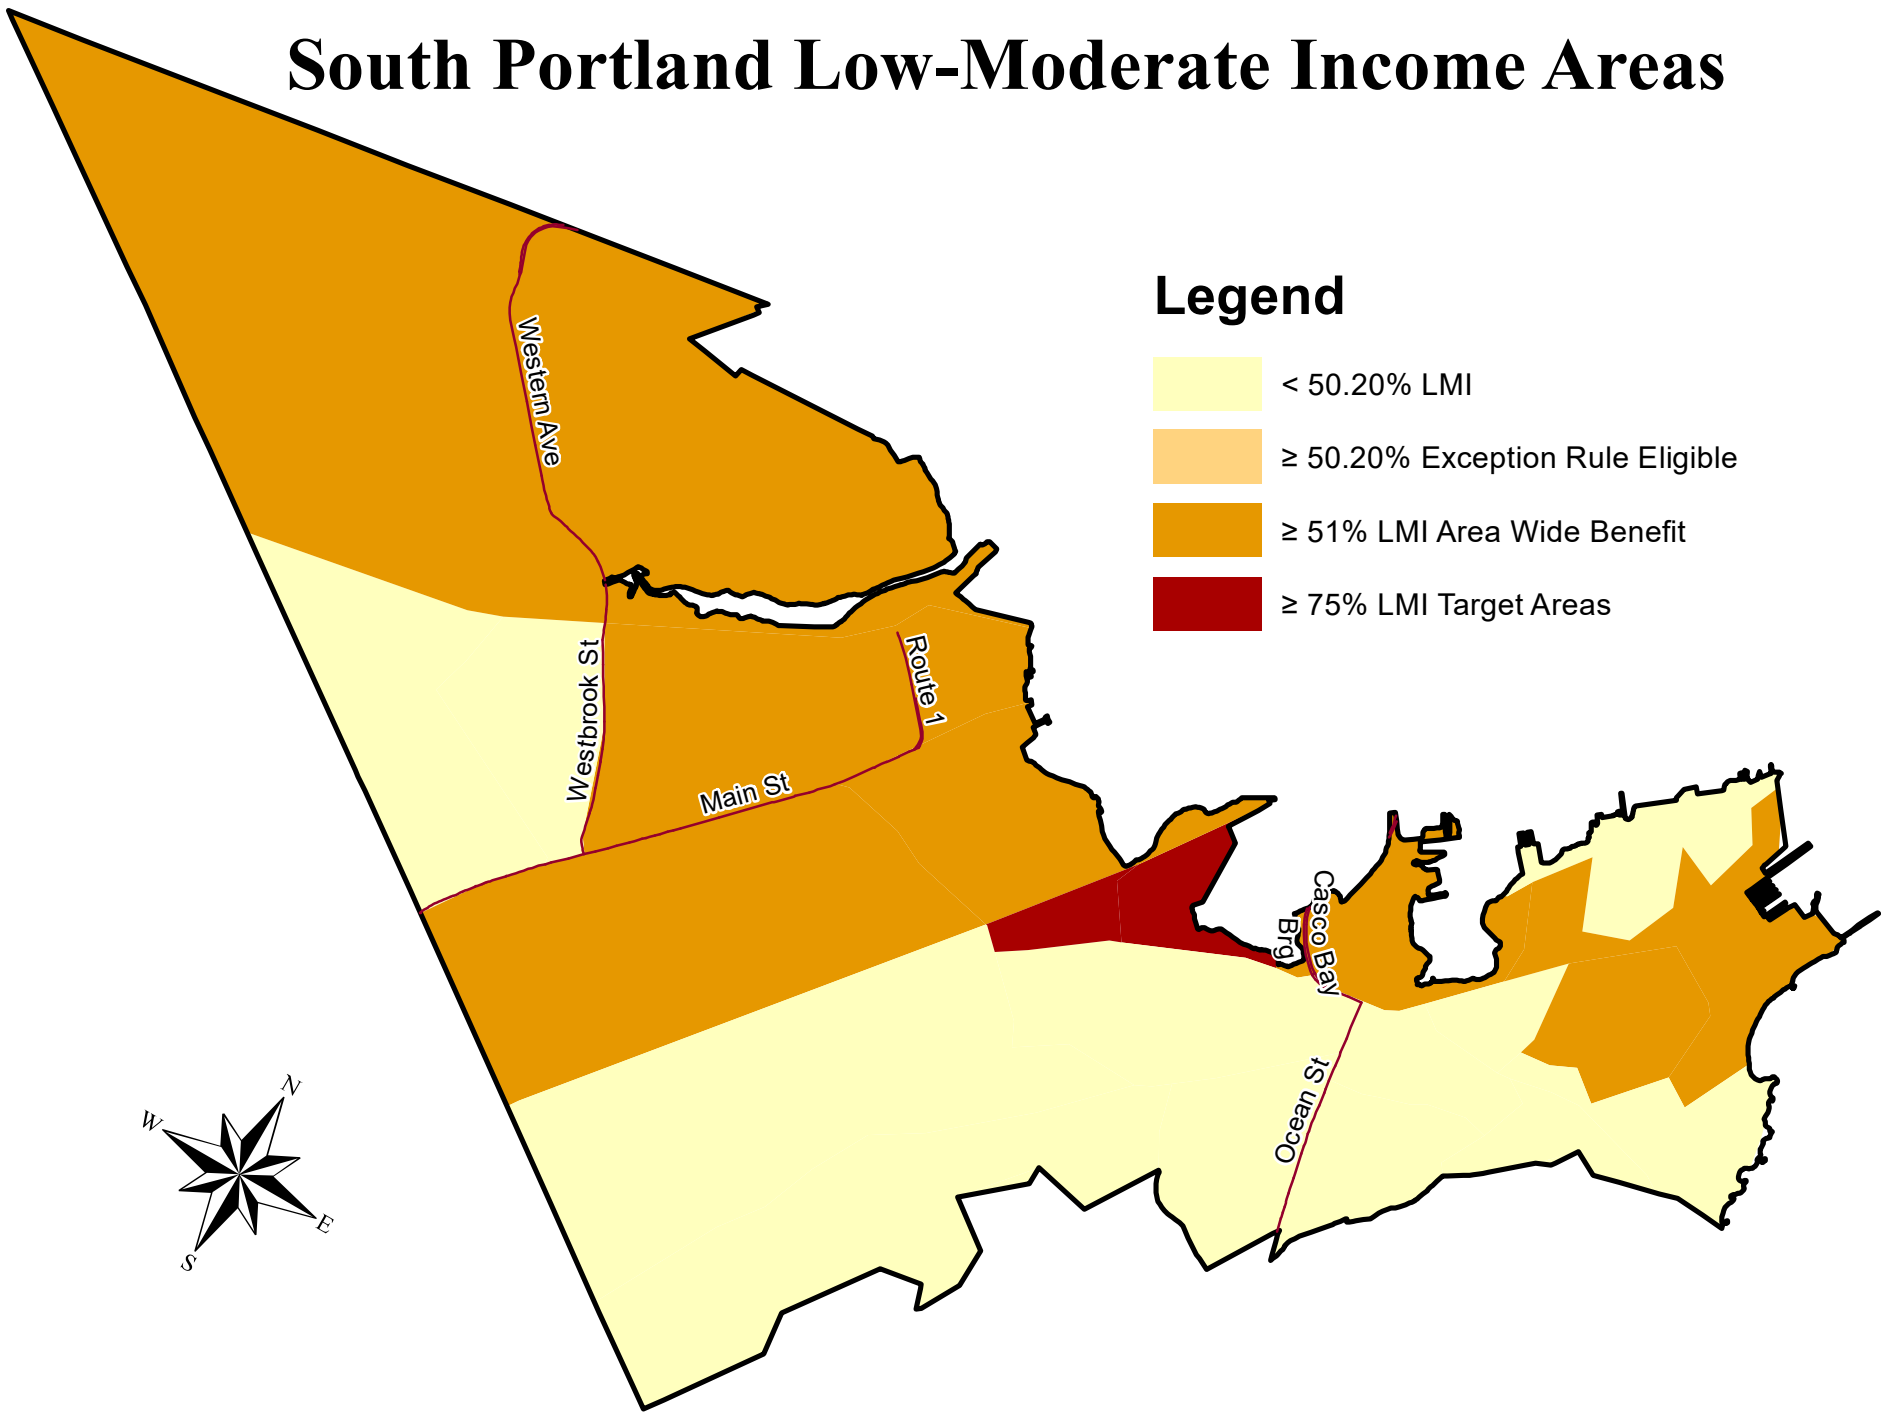 South Portland Low-Moderate Income Areas
Legend
< 50.20% LMI
≥ 50.20% Exception Rule Eligible
≥ 51% LMI Area Wide Benefit
≥ 75% LMI Target Areas
Western Ave
Westbrook St
Route 1
Main St
Casco Bay
Brg
Ocean St
N
W
E
S